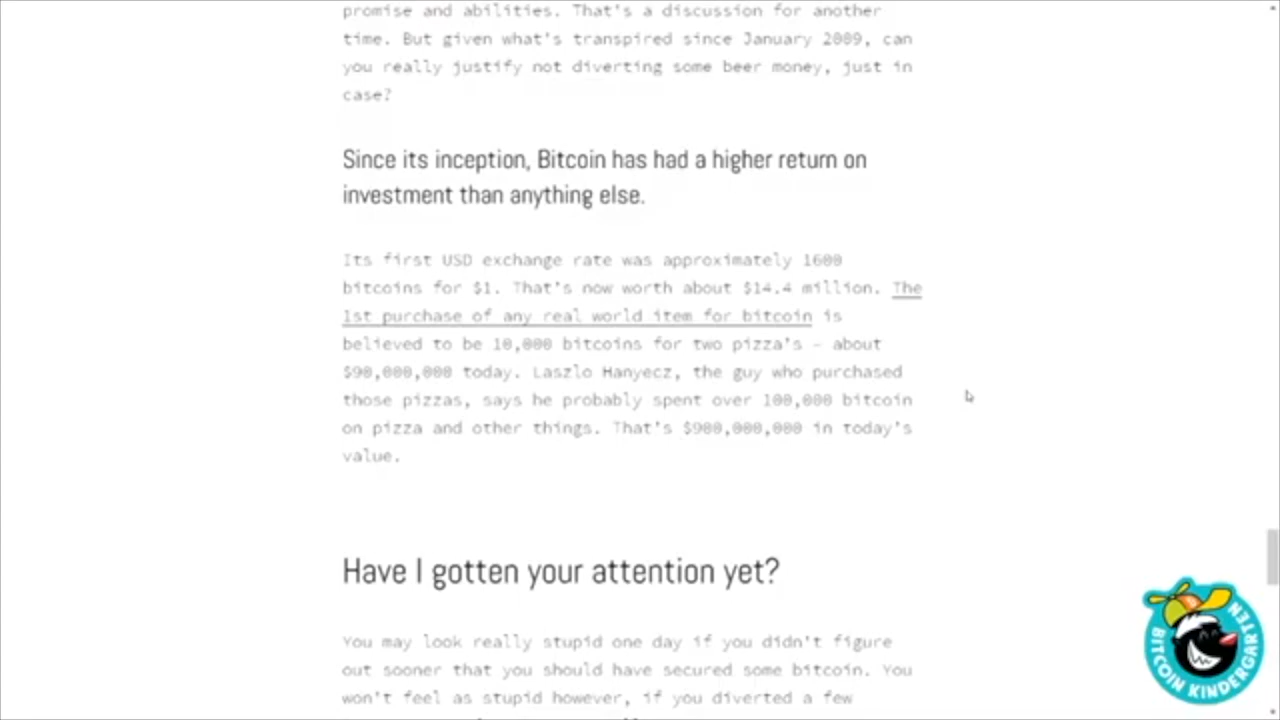 promise and abilities. That's a discussion for another
time. But given what's transpired since January 2009, can
you really justify not diverting some beer money, just in
case?
Since its inception, Bitcoin has had a higher return on
investment than anything else.
Its first USD exchange rate was approximately 1600
bitcoins for $1. That's now worth about $14.4 million. The
1st purchase of any real world item for bitcoin is
believed to be 10,000 bitcoins for two pizza's – about
$90,000,000 today. Laszlo Hanyecz, the guy who purchased
those pizzas, says he probably spent over 100,000 bitcoin
on pizza and other things. That's $900,000,000 in today's
value.
Have I gotten your attention yet?
You may look really stupid one day if you didn't figure
out sooner that you should have secured some bitcoin. You
won't feel as stupid however, if you diverted a few
BITCOIN KINDERGARTEN